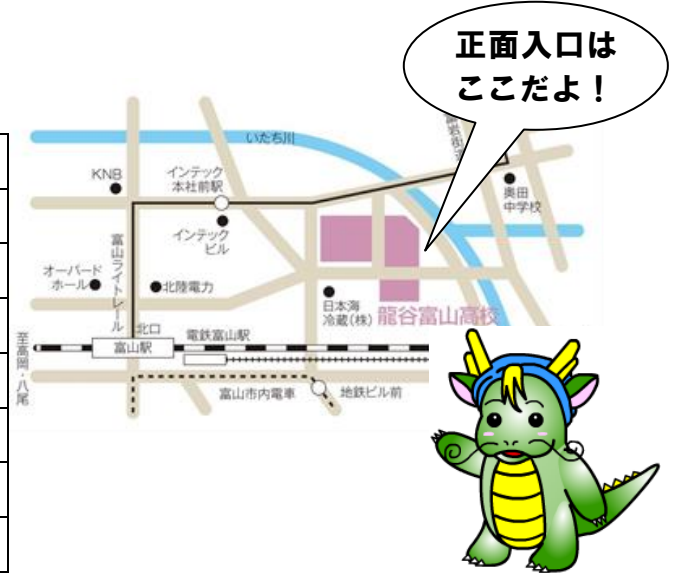 正面入口は
ここだよ！
いたち川
KNB
インテック
本社前駅
奥田
中学校
インテック
ビル
富山ライトレール
オーバード
ホール
北陸電力
日本海
冷蔵(株)
龍谷富山高校
北口
電鉄富山駅
富山駅
至高岡・八尾
富山市内電車
地鉄ビル前